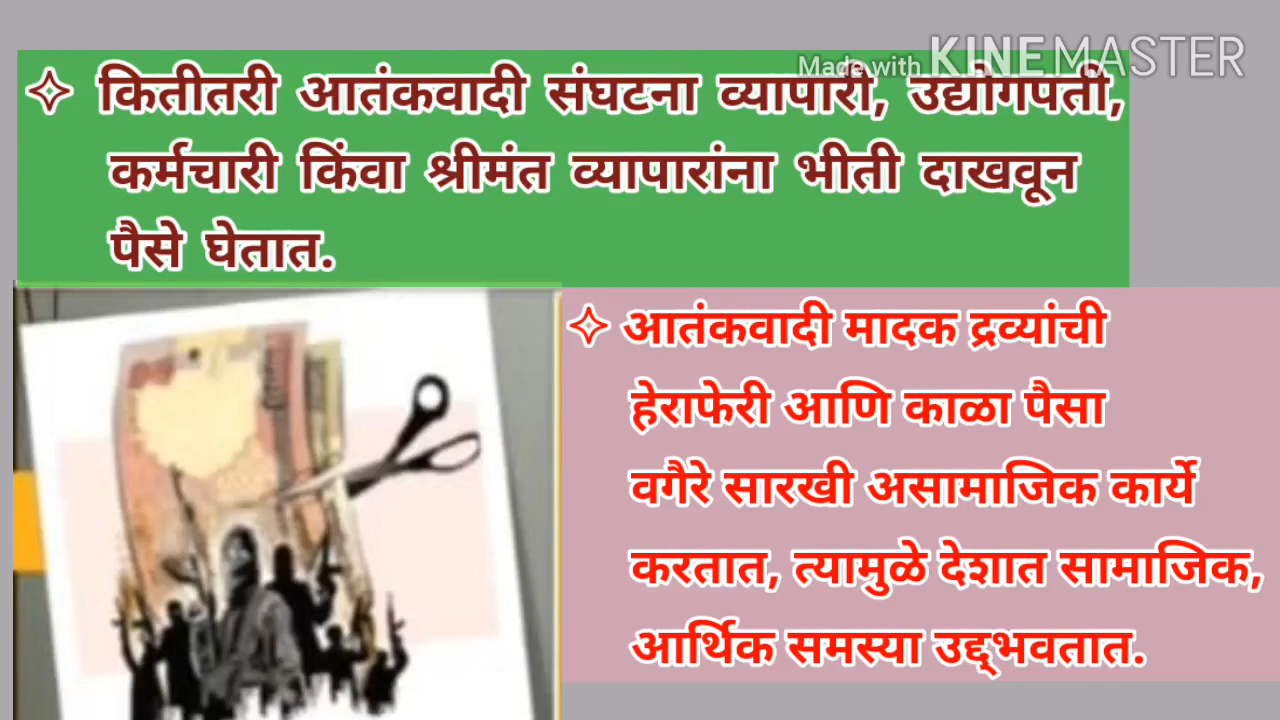 Made with KINEMASTER
✧ कितीतरी आतंकवादी संघटना व्यापारी, उद्योगपती,
कर्मचारी किंवा श्रीमंत व्यापारांना भीती दाखवून
पैसे घेतात.
✧ आतंकवादी मादक द्रव्यांची
हेराफेरी आणि काळा पैसा
वगैरे सारखी असामाजिक कार्ये
करतात, त्यामुळे देशात सामाजिक,
आर्थिक समस्या उद्द्भवतात.